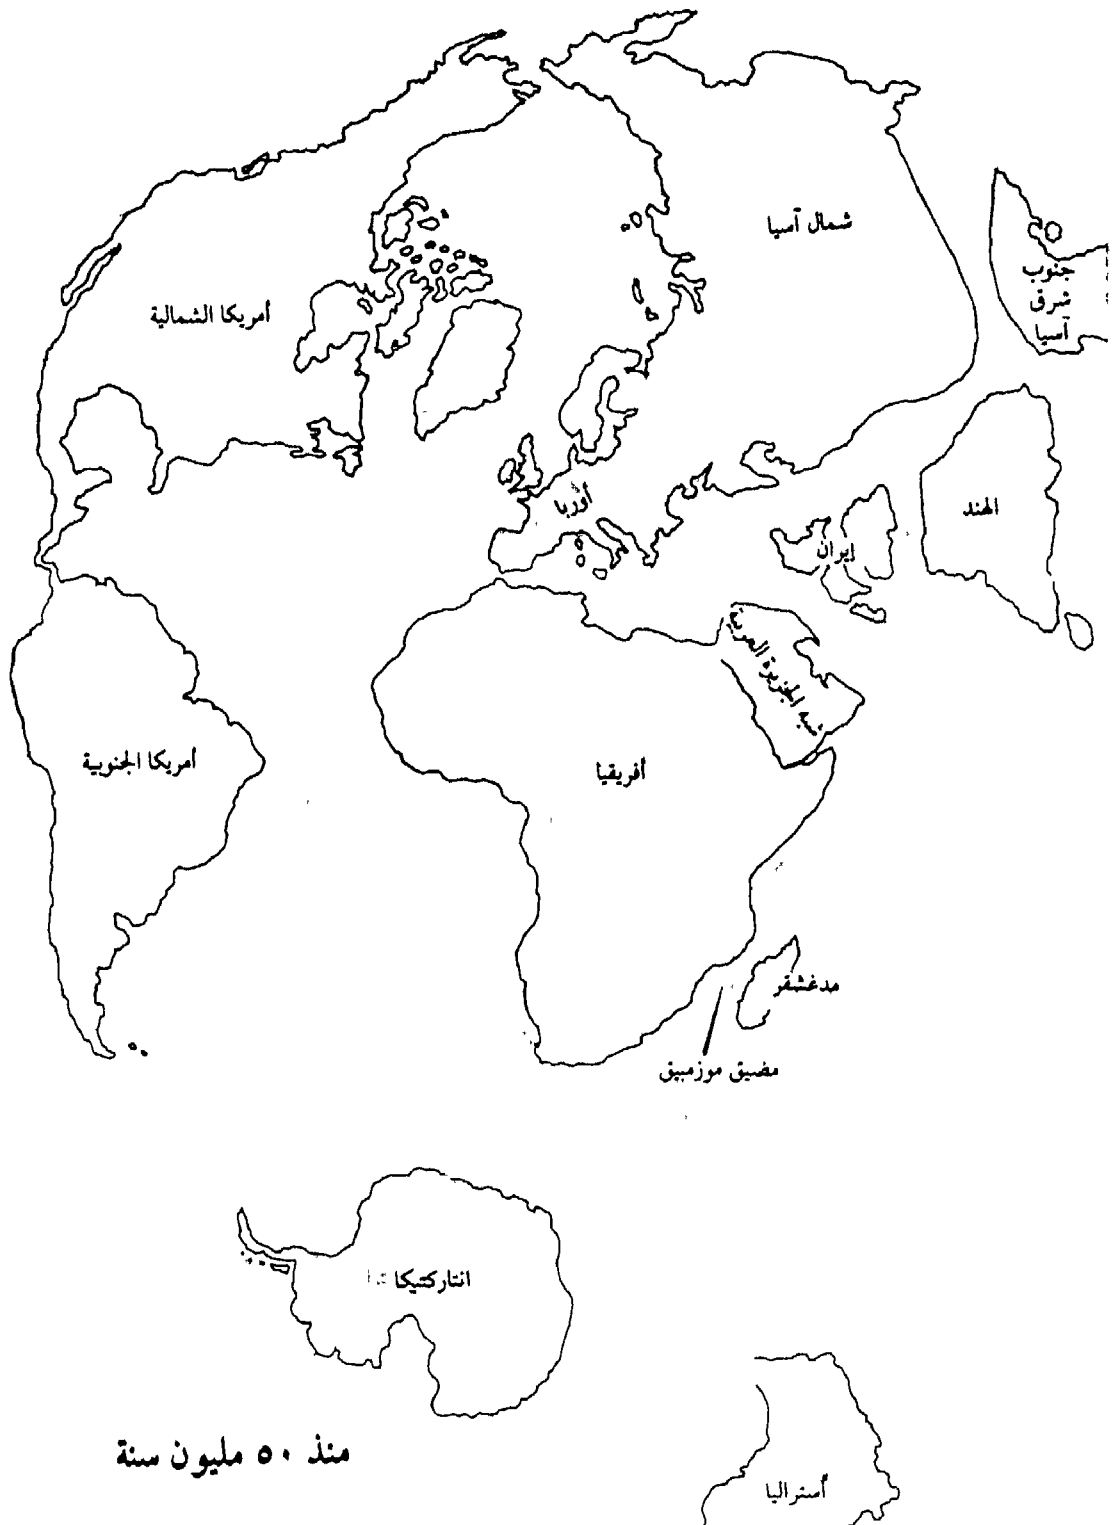 شمال آسيا
جنوب
شرق
آسيا
أمريكا الشمالية
أوربا
الهند
إيران
شبه الجزيرة العربية
أمريكا الجنوبية
أفريقيا
مدغشقر
مضيق موزمبيق
انتاركتيكا
منذ ٥٠ مليون سنة
أستراليا